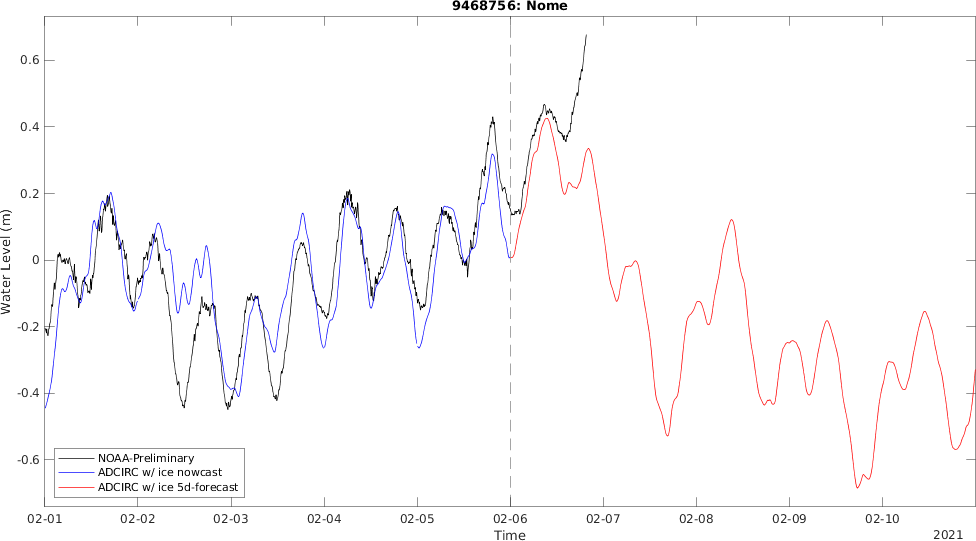 9468756: Nome
Water Level (m)
0.6
0.4
0.2
0
-0.2
-0.4
-0.6
NOAA-Preliminary
ADCIRC w/ ice nowcast
ADCIRC w/ ice 5d-forecast
02-01 02-02 02-03 02-04 02-05 02-06 02-07 02-08 02-09 02-10
Time
2021